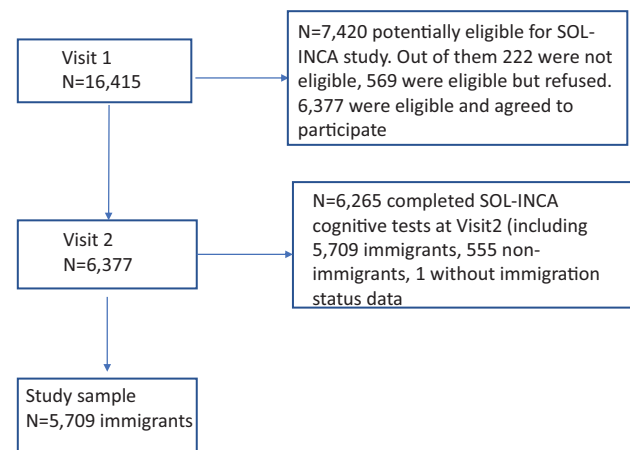 Visit 1
N=16,415
N=7,420 potentially eligible for SOL-
INCA study. Out of them 222 were not
eligible, 569 were eligible but refused.
6,377 were eligible and agreed to
participate
Visit 2
N=6,377
N=6,265 completed SOL-INCA
cognitive tests at Visit2 (including
5,709 immigrants, 555 non-
immigrants, 1 without immigration
status data
Study sample
N=5,709 immigrants